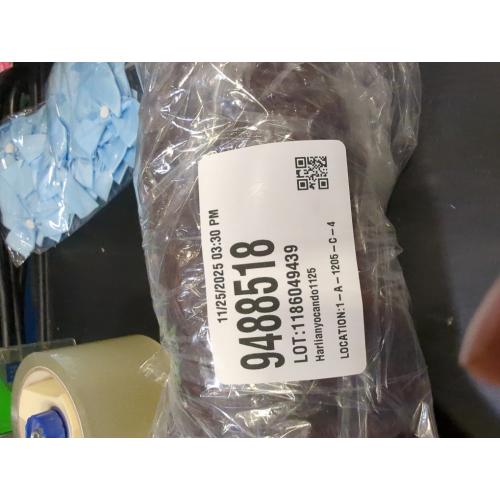 11/25/2025 03:30 PM
9488518
LOT:1186049439
Harlianyocando1125
LOCATION:1-A-1205-C-4